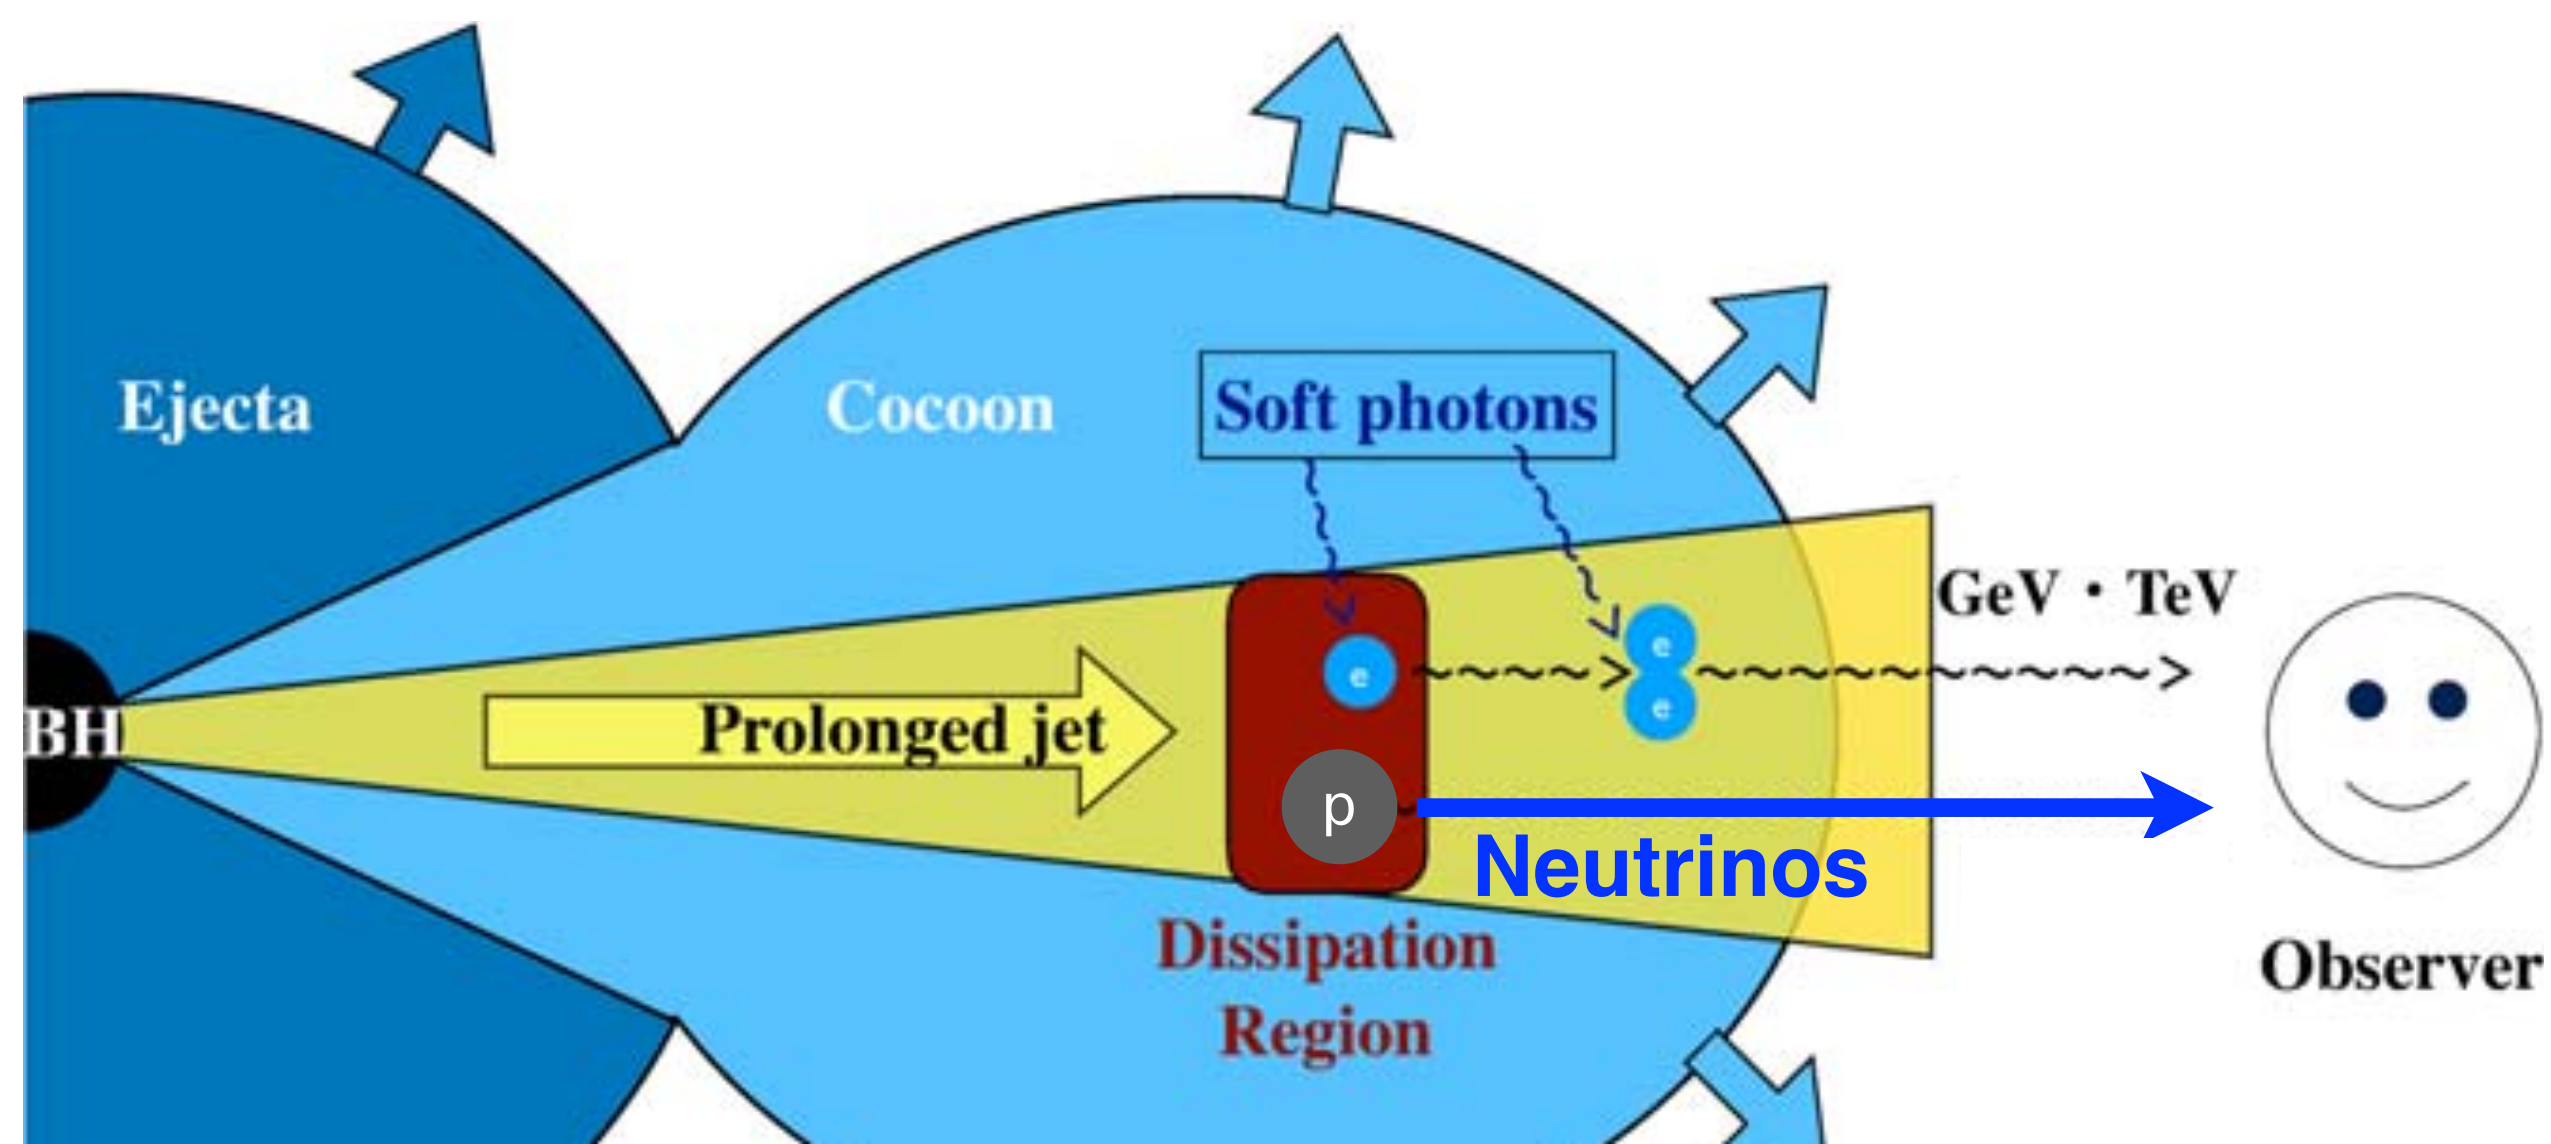 Ejecta
Cocoon
Soft photons
GeV・TeV
e
e
e
BH
Prolonged jet
p
Neutrinos
Dissipation
Region
Observer